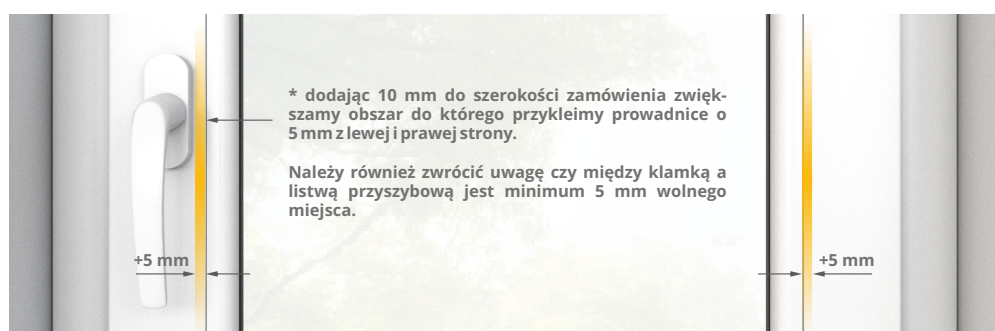 * dodając 10 mm do szerokości zamówienia zwięk-
szamy obszar do którego przykleimy prowadnice o
5 mm z lewej i prawej strony.
Należy również zwrócić uwagę czy między klamką a
listwą przyszybową jest minimum 5 mm wolnego
miejsca.
+5 mm
+5 mm